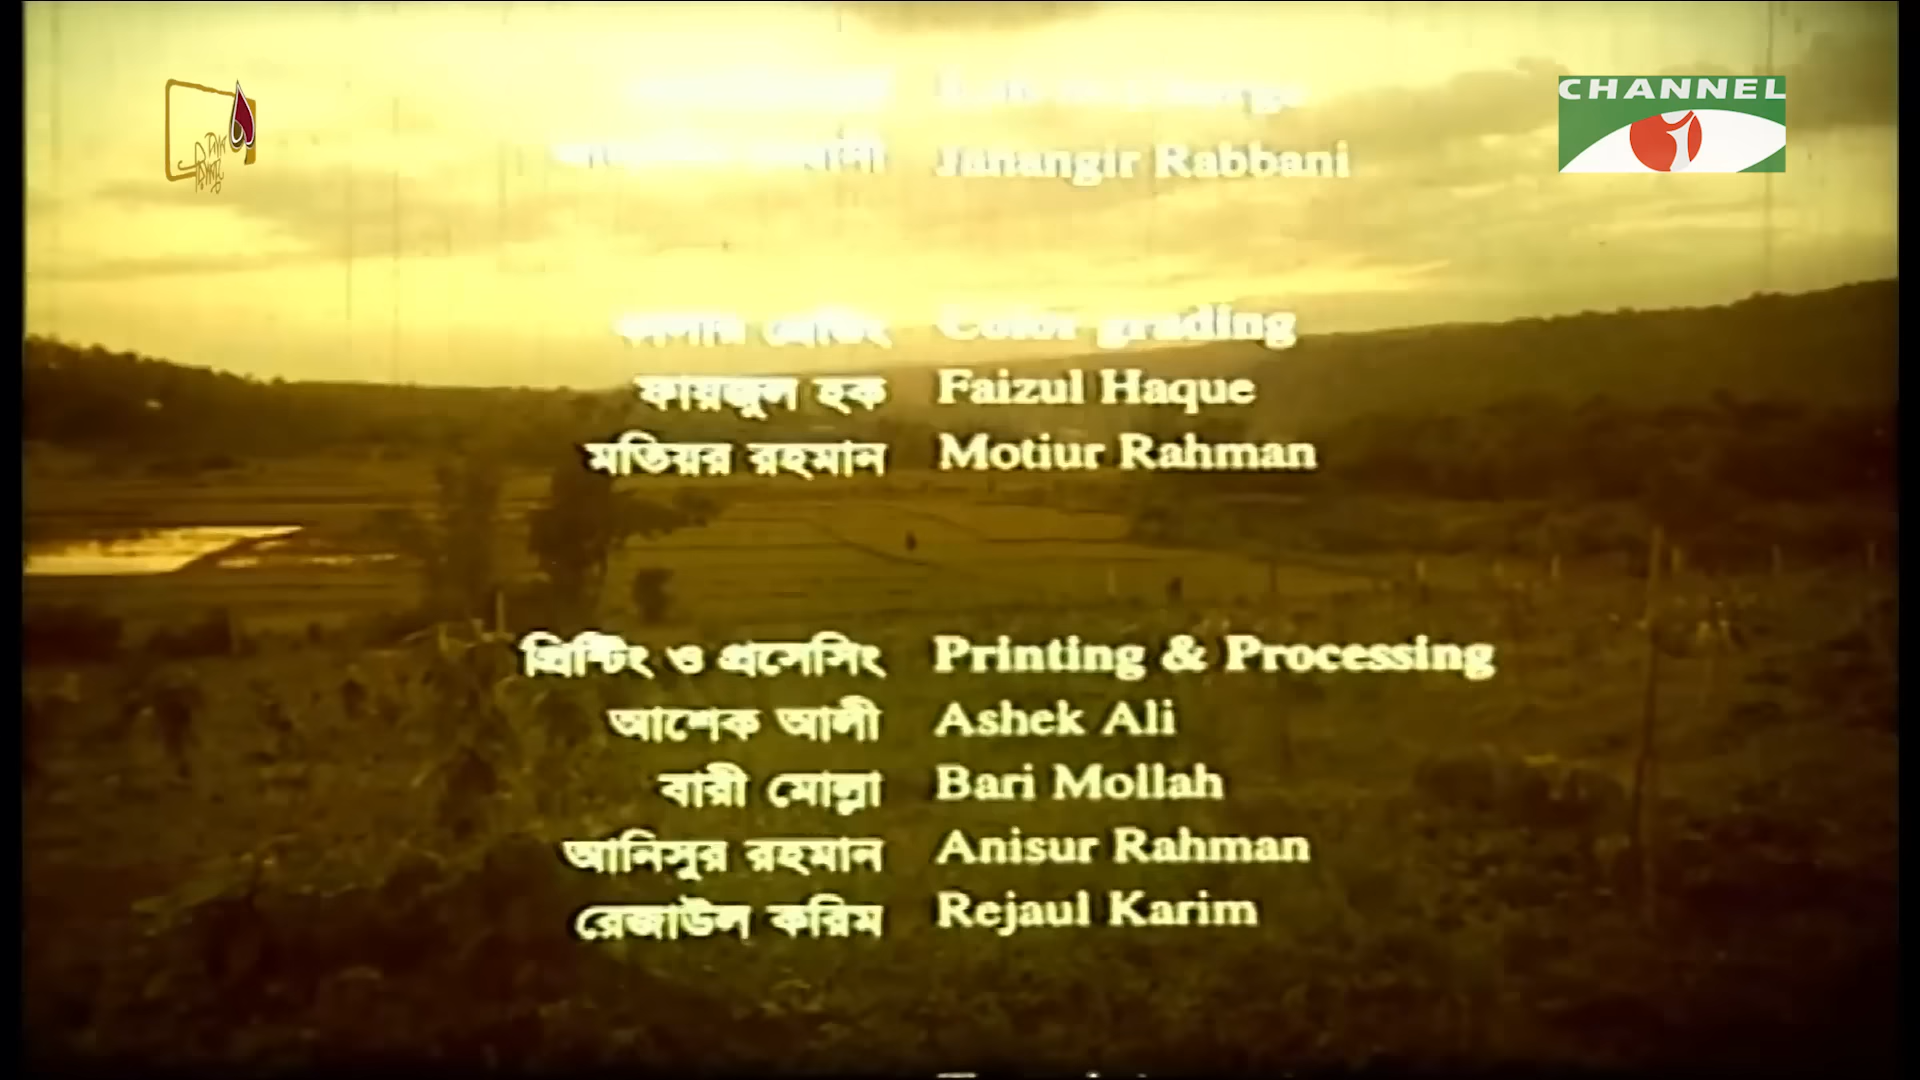 CHANNEL
Jahangir Rabbani
কালার গ্রেডিং Color grading
ফায়জুল হক Faizul Haque
মতিয়র রহমান Motiur Rahman
প্রিন্টিং ও প্রসেসিং Printing & Processing
আশেক আলী Ashek Ali
বারী মোল্লা Bari Mollah
আনিসুর রহমান Anisur Rahman
রেজাউল করিম Rejaul Karim